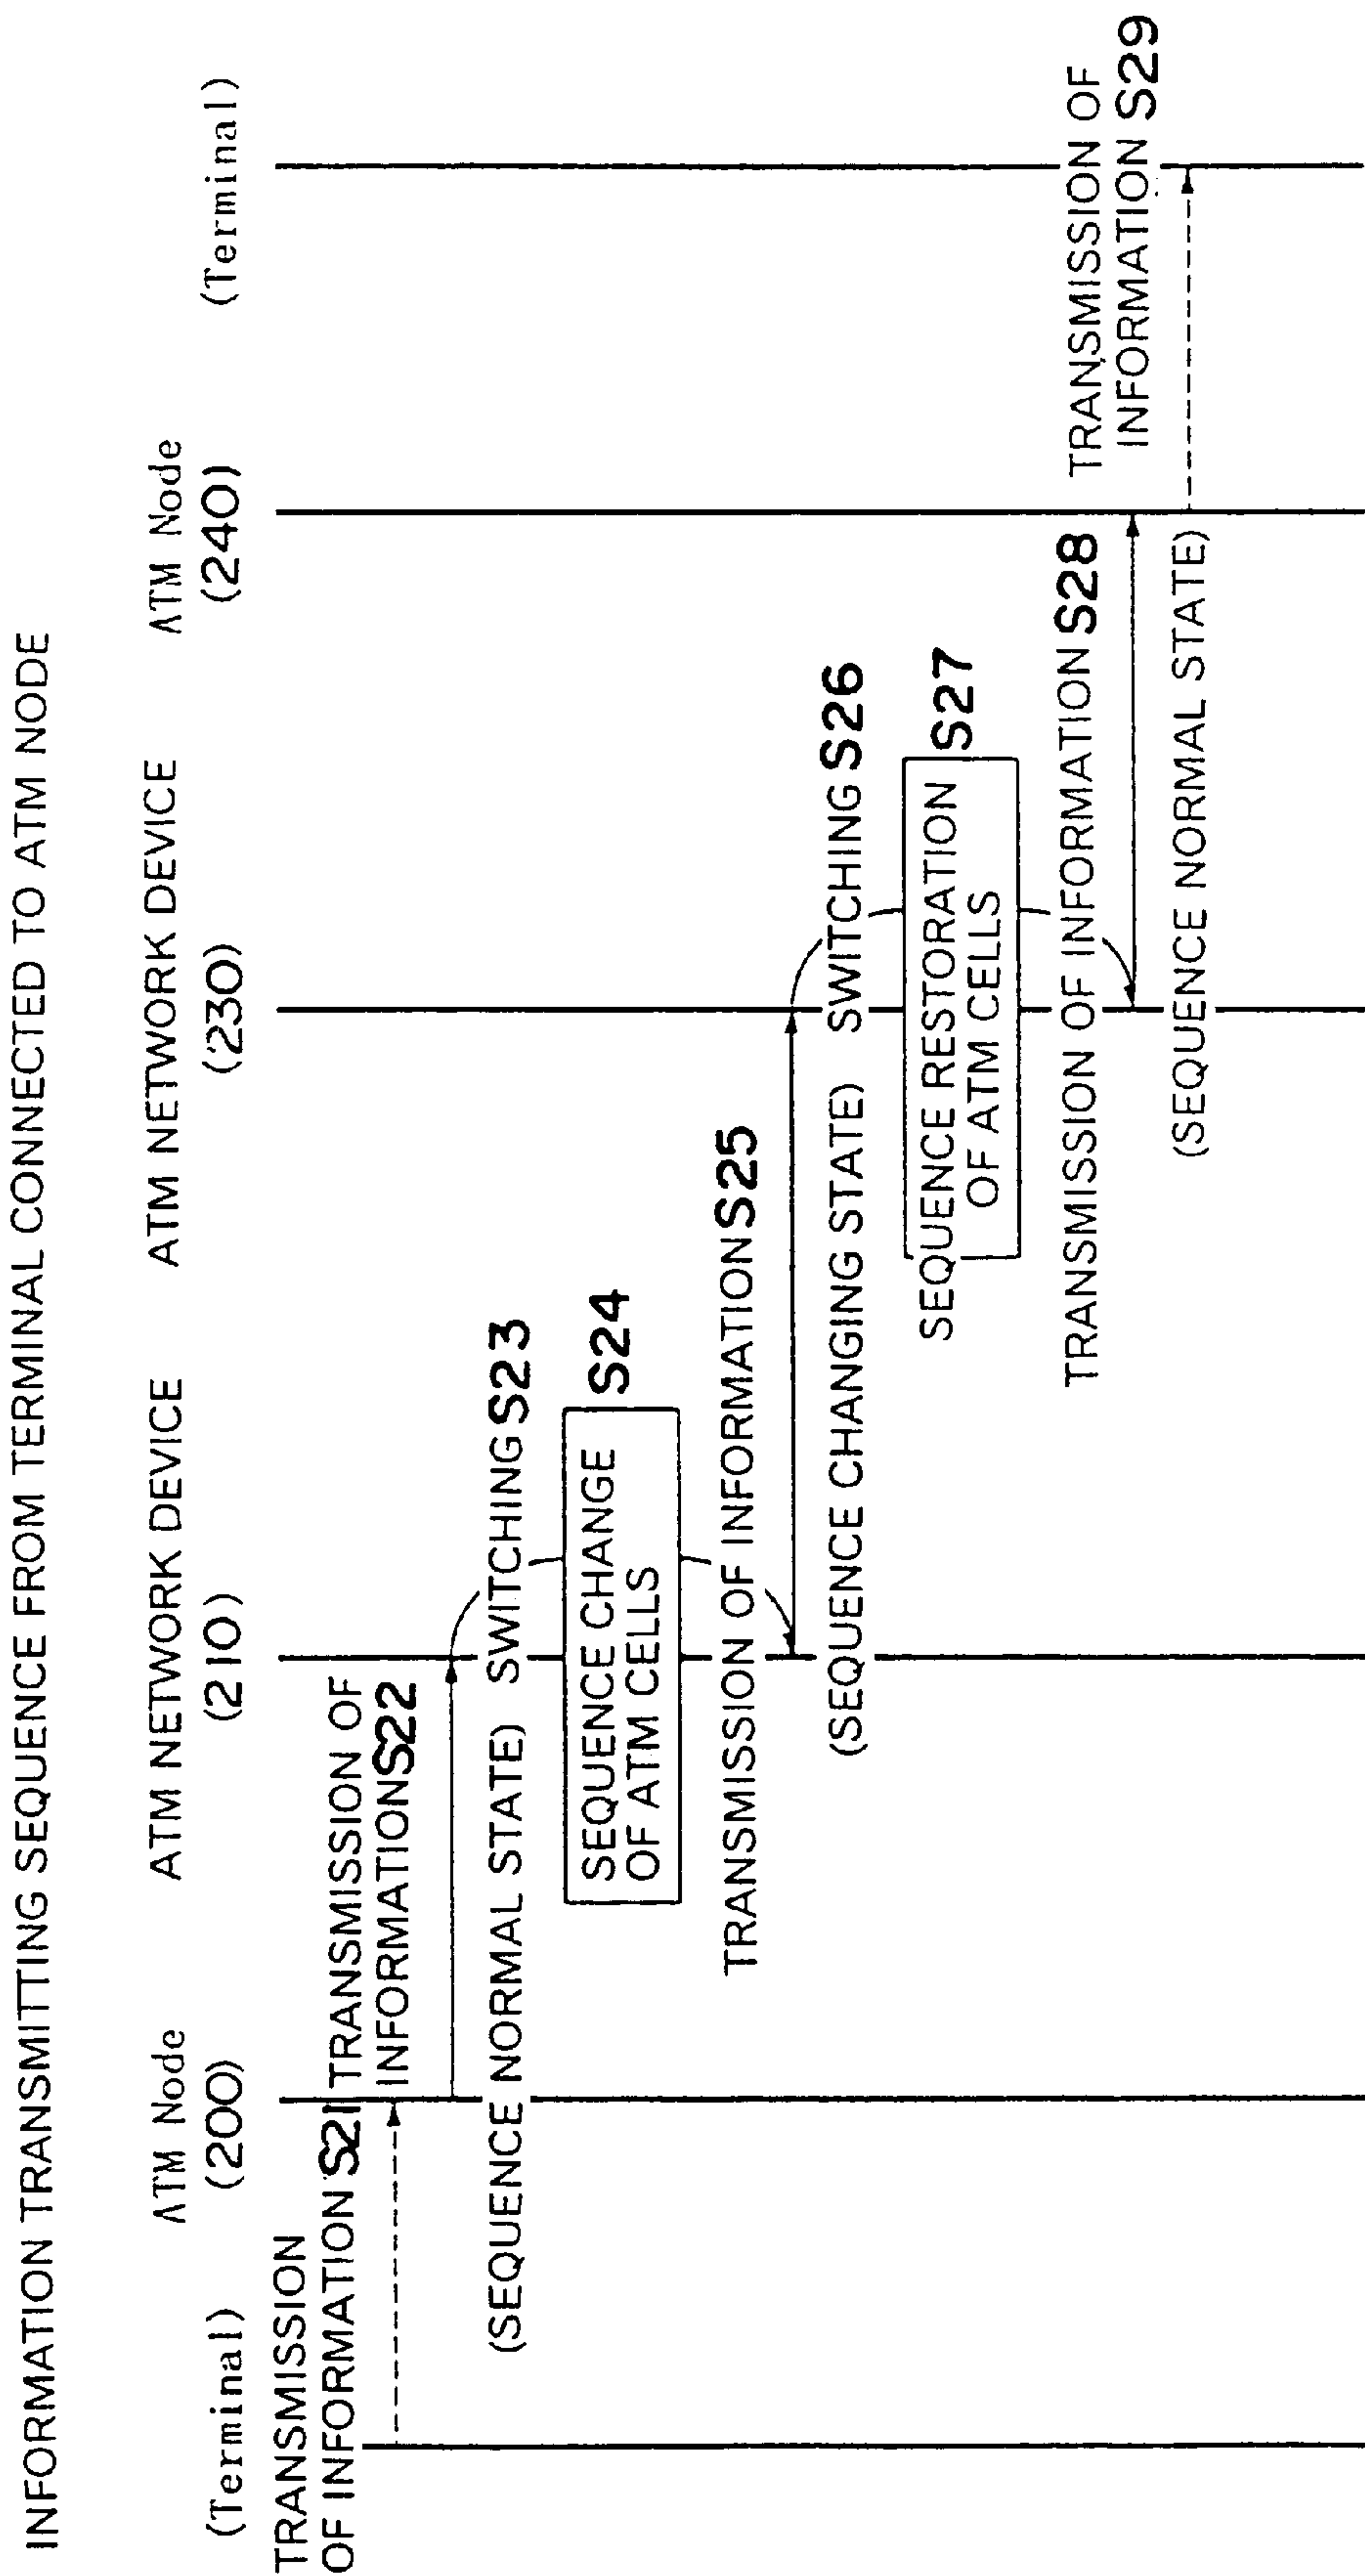 INFORMATION TRANSMITTING SEQUENCE FROM TERMINAL CONNECTED TO ATM NODE
(Terminal)
ATM Node
(200)
ATM NETWORK DEVICE
(210)
ATM NETWORK DEVICE
(230)
ATM Node
(240)
(Terminal)
TRANSMISSION
OF INFORMATION S21
TRANSMISSION OF
INFORMATION S22
(SEQUENCE NORMAL STATE)
SWITCHING S23
SEQUENCE CHANGE
OF ATM CELLS
S24
TRANSMISSION OF INFORMATION S25
(SEQUENCE CHANGING STATE)
SWITCHING S26
SEQUENCE RESTORATION
OF ATM CELLS
S27
TRANSMISSION OF INFORMATION S28
(SEQUENCE NORMAL STATE)
TRANSMISSION OF
INFORMATION S29